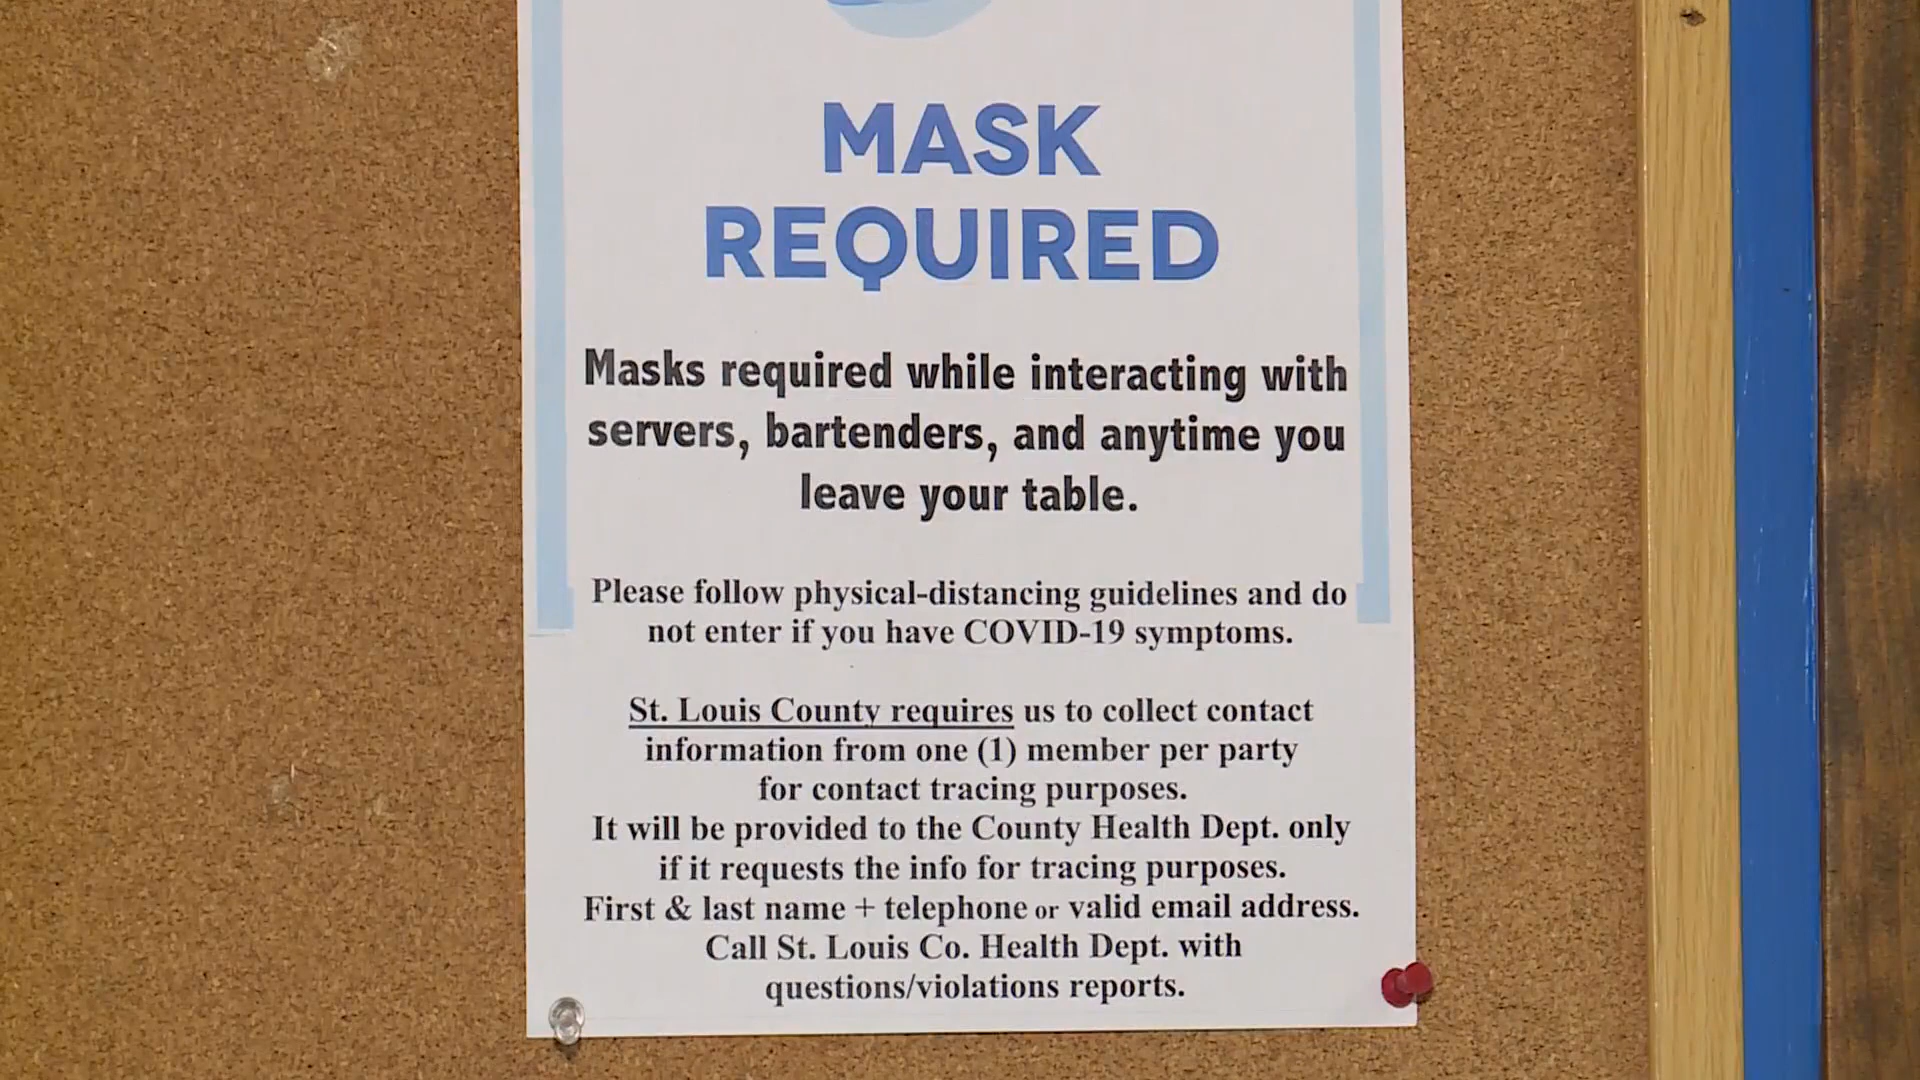 MASK
REQUIRED
Masks required while interacting with
servers, bartenders, and anytime you
leave your table.
Please follow physical-distancing guidelines and do
not enter if you have COVID-19 symptoms.
St. Louis County requires us to collect contact
information from one (1) member per party
for contact tracing purposes.
It will be provided to the County Health Dept. only
if it requests the info for tracing purposes.
First & last name + telephone or valid email address.
Call St. Louis Co. Health Dept. with
questions/violations reports.